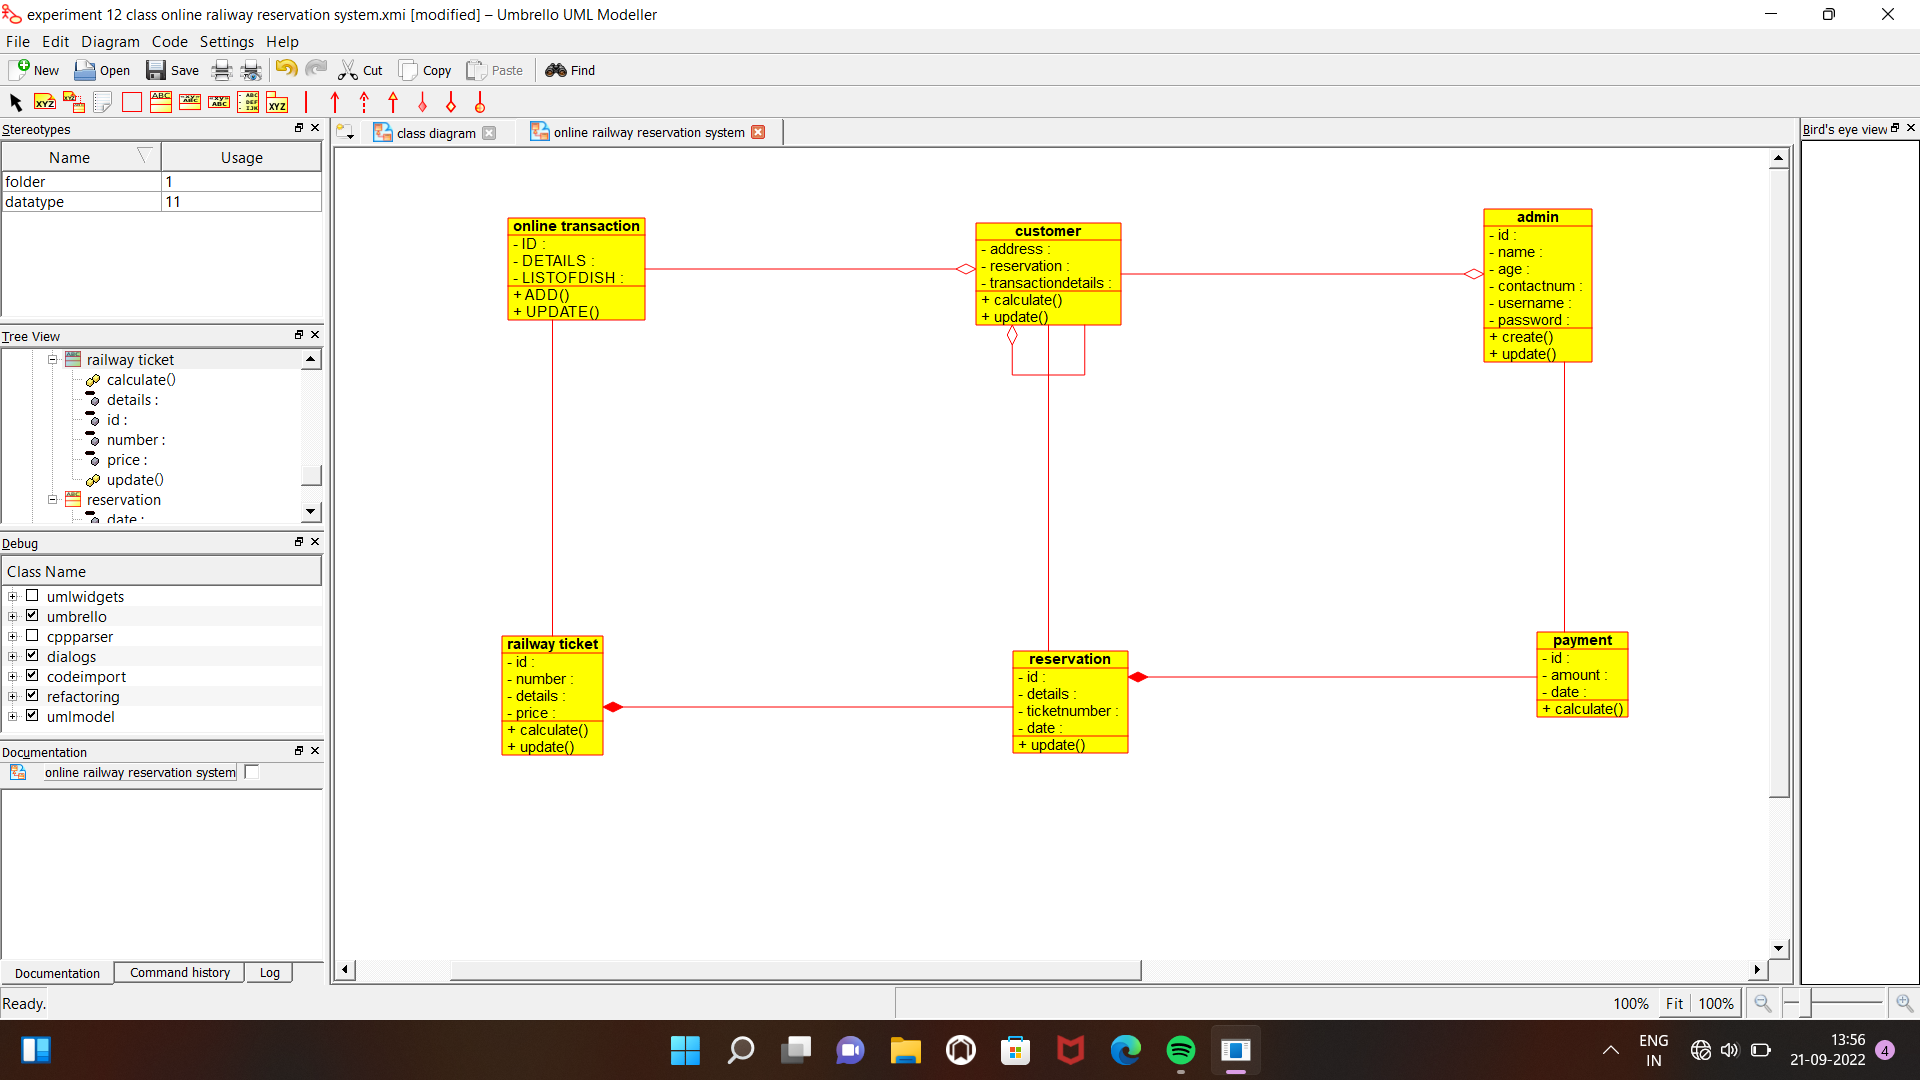 experiment 12 class online raliway reservation system.xmi [modified] – Umbrello UML Modeller
File Edit Diagram Code Settings Help
New Open Save Cut Copy Paste Find
Stereotypes
Name Usage
folder 1
datatype 11
Tree View
railway ticket
calculate()
details :
id :
number :
price :
update()
reservation
date :
Debug
Class Name
umlwidgets
umbrello
cppparser
dialogs
codeimport
refactoring
umlmodel
Documentation
online railway reservation system
Documentation Command history Log
class diagram
online railway reservation system
online transaction
- ID :
- DETAILS :
- LISTOFDISH :
+ ADD()
+ UPDATE()
customer
- address :
- reservation :
- transactiondetails :
+ calculate()
+ update()
admin
- id :
- name :
- age :
- contactnum :
- username :
- password :
+ create()
+ update()
railway ticket
- id :
- number :
- details :
- price :
+ calculate()
+ update()
reservation
- id :
- details :
- ticketnumber :
- date :
+ update()
payment
- id :
- amount :
- date :
+ calculate()
Bird's eye view
Ready.
100% Fit 100%
ENG
IN
13:56
21-09-2022
4